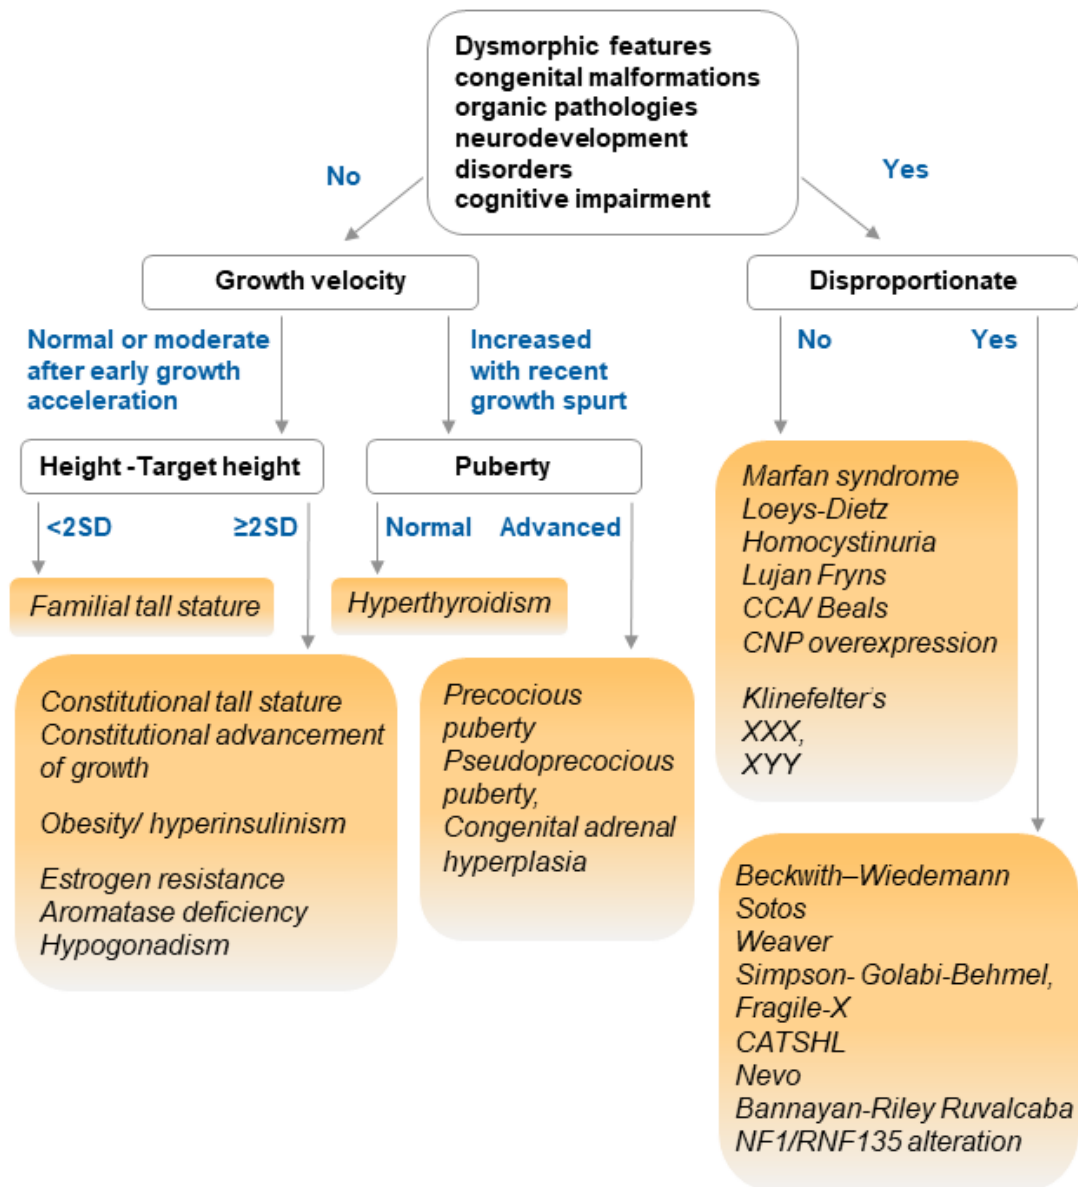 Dysmorphic features
congenital malformations
organic pathologies
neurodevelopment
disorders
cognitive impairment
No
Yes
Growth velocity
Disproportionate
Normal or moderate
after early growth
acceleration
Increased
with recent
growth spurt
No
Yes
Height -Target height
Puberty
<2SD
≥2SD
Normal
Advanced
Familial tall stature
Hyperthyroidism
Marfan syndrome
Loeys-Dietz
Homocystinuria
Lujan Fryns
CCA/ Beals
CNP overexpression
Klinefelter's
XXX,
XYY
Constitutional tall stature
Constitutional advancement
of growth
Obesity/ hyperinsulinism
Estrogen resistance
Aromatase deficiency
Hypogonadism
Precocious
puberty
Pseudoprecocious
puberty,
Congenital adrenal
hyperplasia
Beckwith–Wiedemann
Sotos
Weaver
Simpson- Golabi-Behmel,
Fragile-X
CATSHL
Nevo
Bannayan-Riley Ruvalcaba
NF1/RNF135 alteration